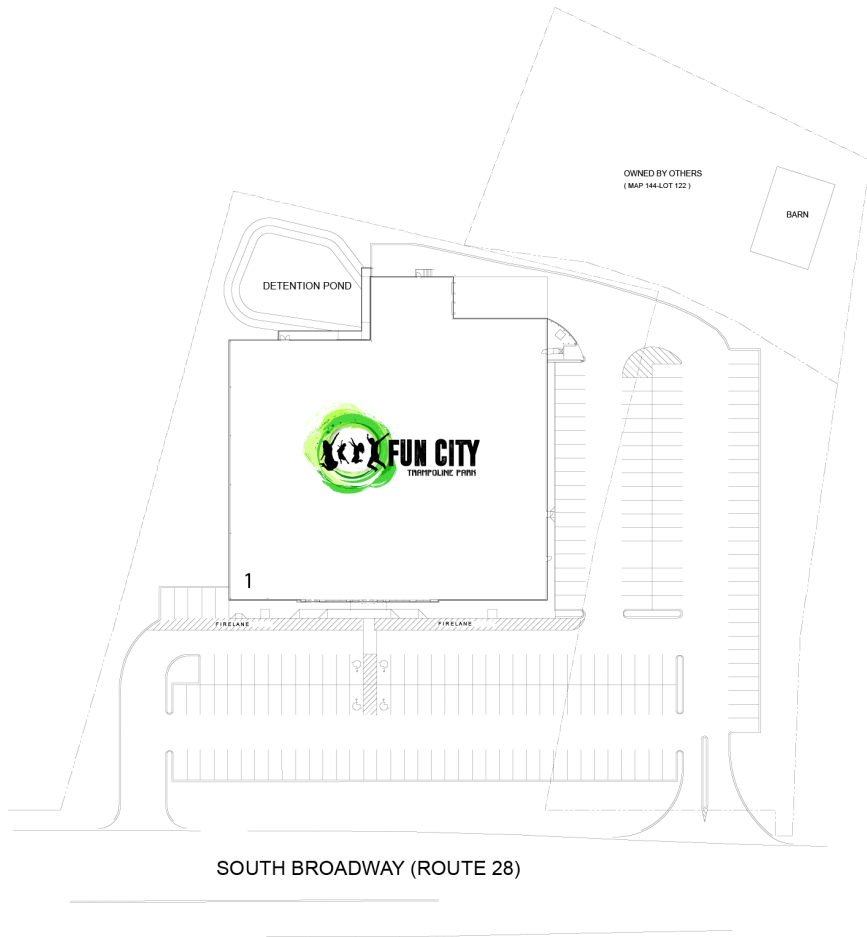 OWNED BY OTHERS
( MAP 144-LOT 122 )
BARN
DETENTION POND
FUN CITY
TRAMPOLINE PARK
1
FIRELANE
FIRELANE
SOUTH BROADWAY (ROUTE 28)